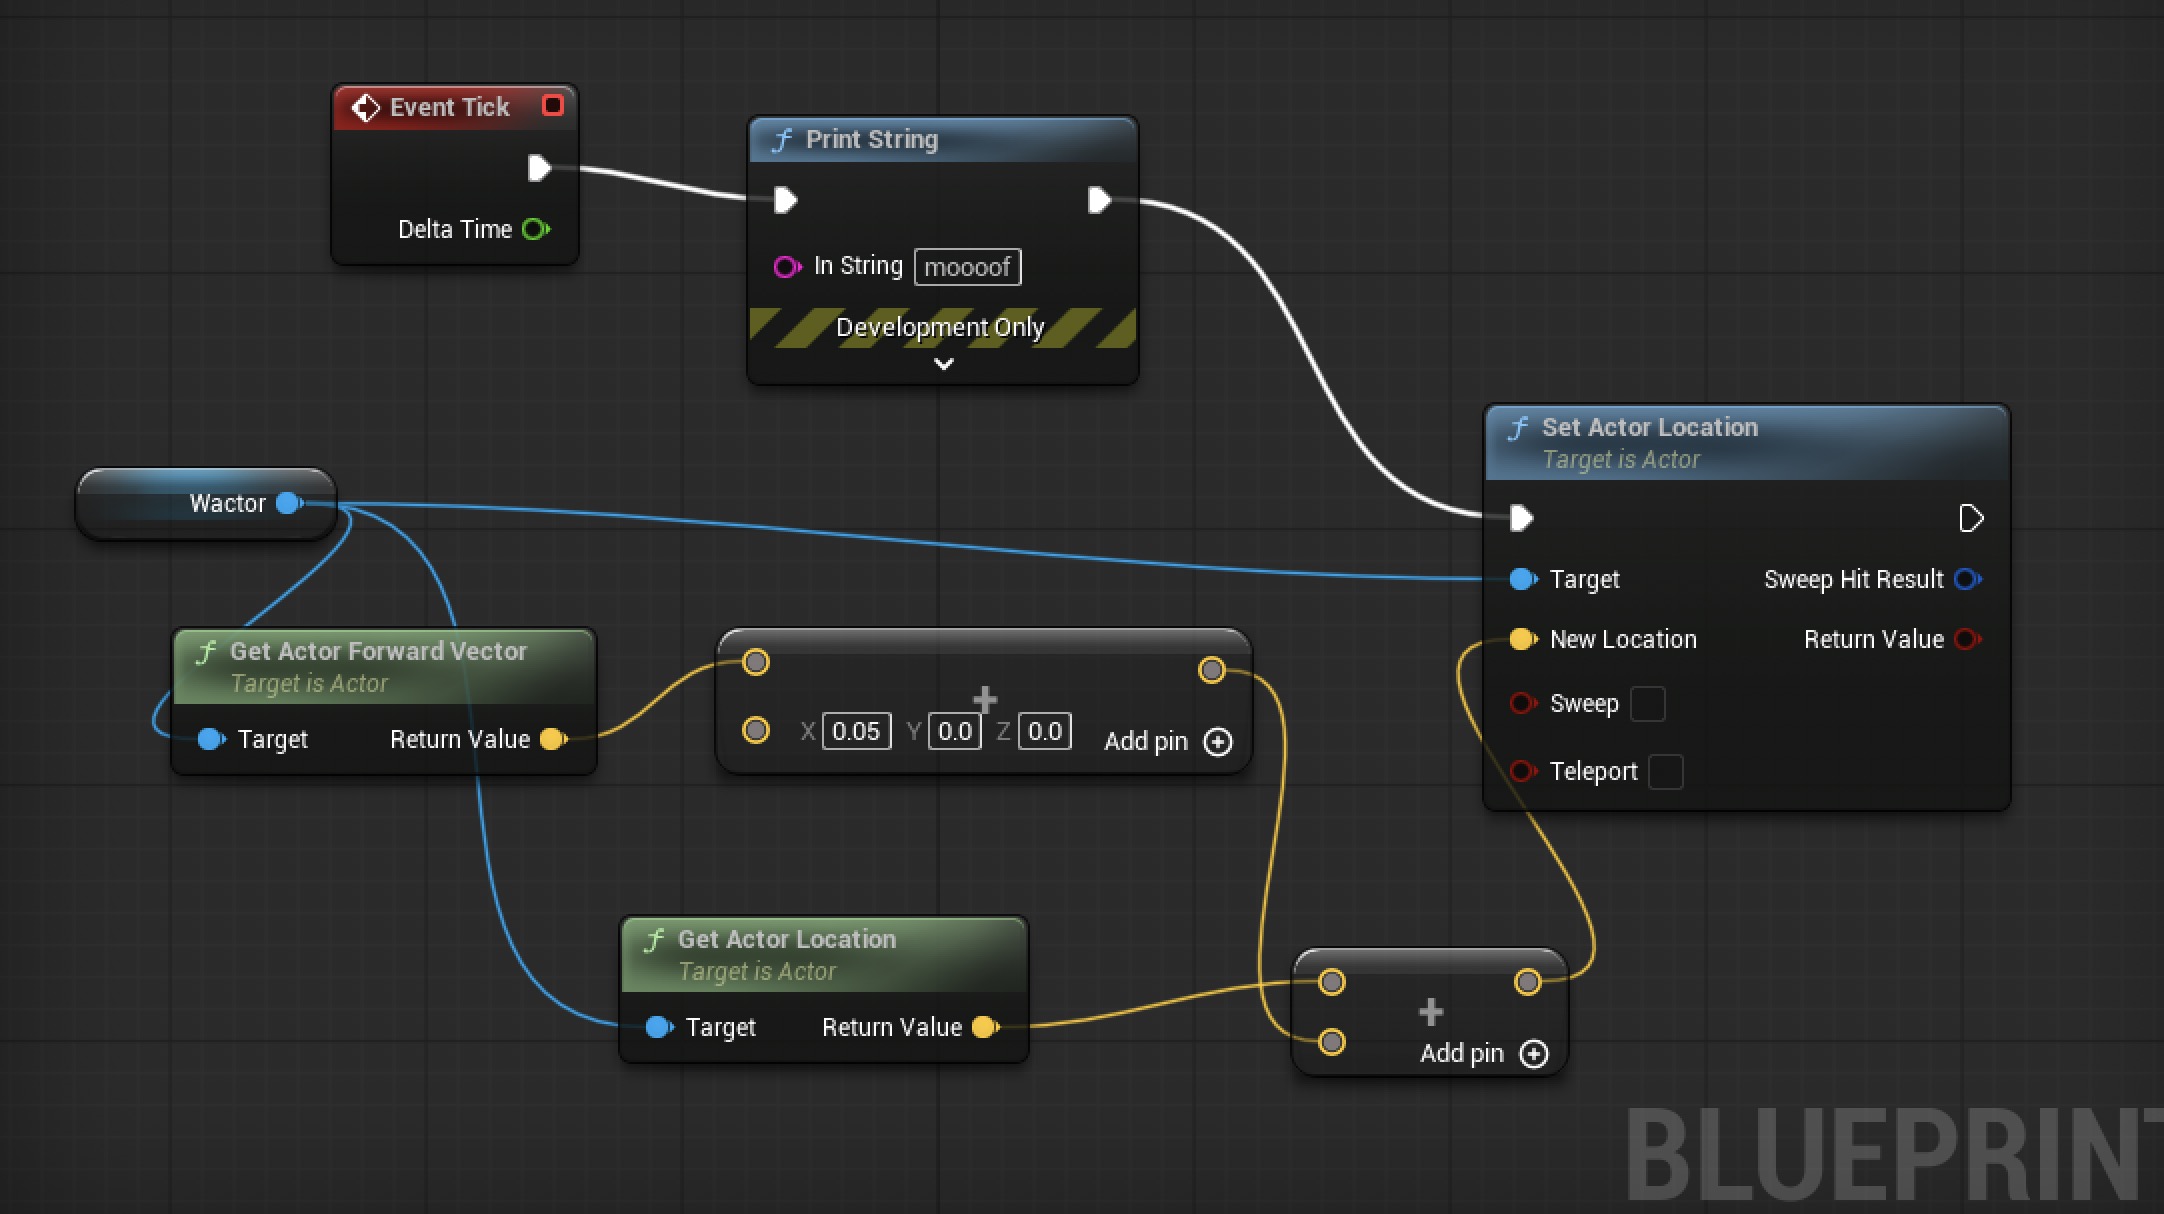 Event Tick
Delta Time
Print String
In String moooof
Development Only
Wactor
Set Actor Location
Target is Actor
Target Sweep Hit Result
New Location Return Value
Sweep
Teleport
Get Actor Forward Vector
Target is Actor
Target Return Value
X 0.05 Y 0.0 Z 0.0 Add pin
Get Actor Location
Target is Actor
Target Return Value
Add pin
BLUEPRINT